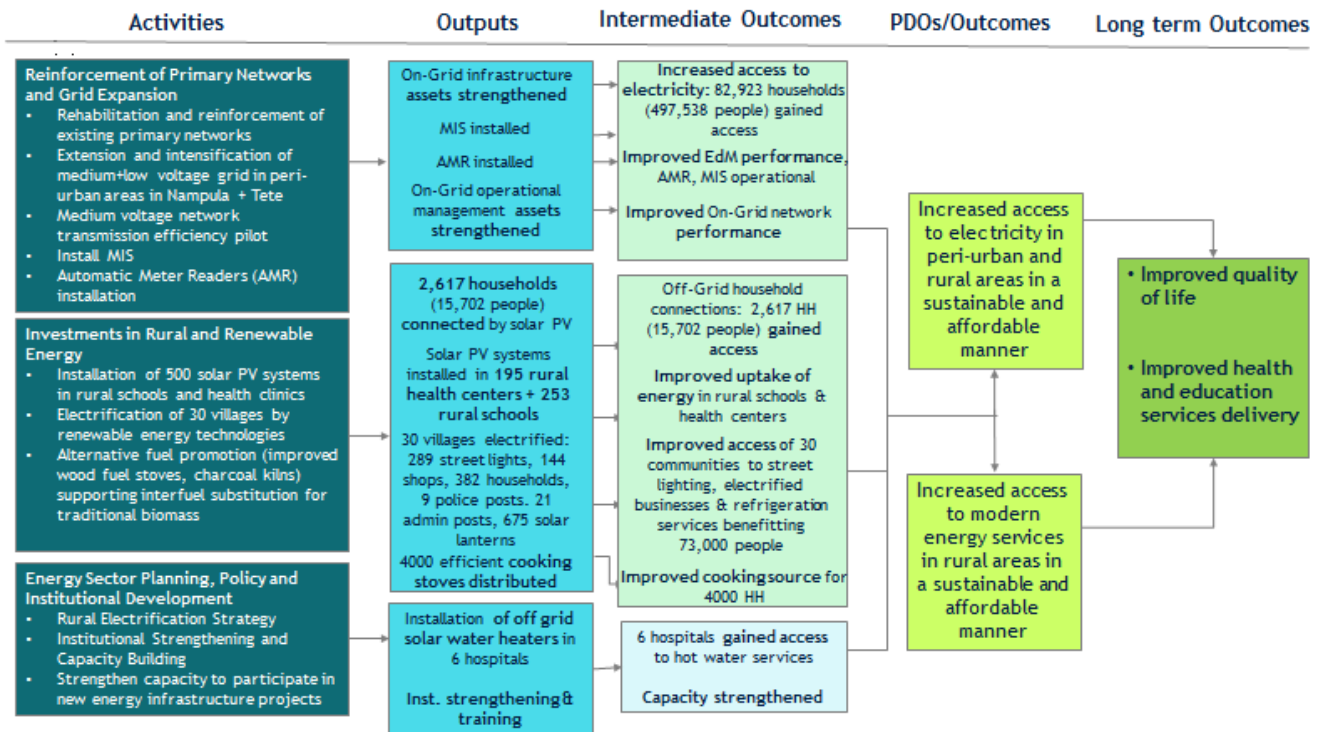 Activities
Outputs
Intermediate Outcomes
PDOs/Outcomes
Long term Outcomes
Reinforcement of Primary Networks
and Grid Expansion
• Rehabilitation and reinforcement of
existing primary networks
• Extension and intensification of
medium+low voltage grid in peri-
urban areas in Nampula + Tete
• Medium voltage network
transmission efficiency pilot
• Install MIS
• Automatic Meter Readers (AMR)
installation
Investments in Rural and Renewable
Energy
• Installation of 500 solar PV systems
in rural schools and health clinics
• Electrification of 30 villages by
renewable energy technologies
• Alternative fuel promotion (improved
wood fuel stoves, charcoal kilns)
supporting interfuel substitution for
traditional biomass
Energy Sector Planning, Policy and
Institutional Development
• Rural Electrification Strategy
• Institutional Strengthening and
Capacity Building
• Strengthen capacity to participate in
new energy infrastructure projects
On-Grid infrastructure
assets strengthened
MIS installed
AMR installed
On-Grid operational
management assets
strengthened
2,617 households
(15,702 people)
connected by solar PV
Solar PV systems
installed in 195 rural
health centers + 253
rural schools
30 villages electrified:
289 street lights, 144
shops, 382 households,
9 police posts. 21
admin posts, 675 solar
lanterns
4000 efficient cooking
stoves distributed
Installation of off grid
solar water heaters in
6 hospitals
Inst. strengthening &
training
Increased access to
electricity: 82,923 households
(497,538 people) gained
access
Improved EdM performance,
AMR, MIS operational
Improved On-Grid network
performance
Off-Grid household
connections: 2,617 HH
(15,702 people) gained
access
Improved uptake of
energy in rural schools &
health centers
Improved access of 30
communities to street
lighting, electrified
businesses & refrigeration
services benefitting
73,000 people
Improved cooking source for
4000 HH
6 hospitals gained access
to hot water services
Capacity strengthened
Increased access
to electricity in
peri-urban and
rural areas in a
sustainable and
affordable
manner
Increased access
to modern
energy services
in rural areas in
a sustainable and
affordable
manner
• Improved quality
of life
• Improved health
and education
services delivery